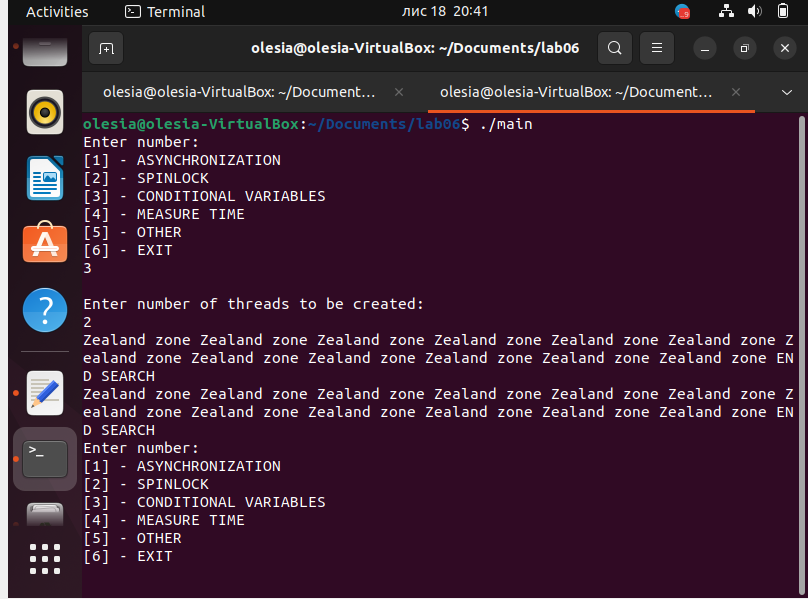 Activities Terminal лис 18 20:41
olesia@olesia-VirtualBox: ~/Documents/lab06
olesia@olesia-VirtualBox: ~/Document... olesia@olesia-VirtualBox: ~/Document...
olesia@olesia-VirtualBox:~/Documents/lab06$ ./main
Enter number:
[1] - ASYNCHRONIZATION
[2] - SPINLOCK
[3] - CONDITIONAL VARIABLES
[4] - MEASURE TIME
[5] - OTHER
[6] - EXIT
3
Enter number of threads to be created:
2
Zealand zone Zealand zone Zealand zone Zealand zone Zealand zone Zealand zone Z
ealand zone Zealand zone Zealand zone Zealand zone Zealand zone Zealand zone EN
D SEARCH
Zealand zone Zealand zone Zealand zone Zealand zone Zealand zone Zealand zone Z
ealand zone Zealand zone Zealand zone Zealand zone Zealand zone Zealand zone EN
D SEARCH
Enter number:
[1] - ASYNCHRONIZATION
[2] - SPINLOCK
[3] - CONDITIONAL VARIABLES
[4] - MEASURE TIME
[5] - OTHER
[6] - EXIT